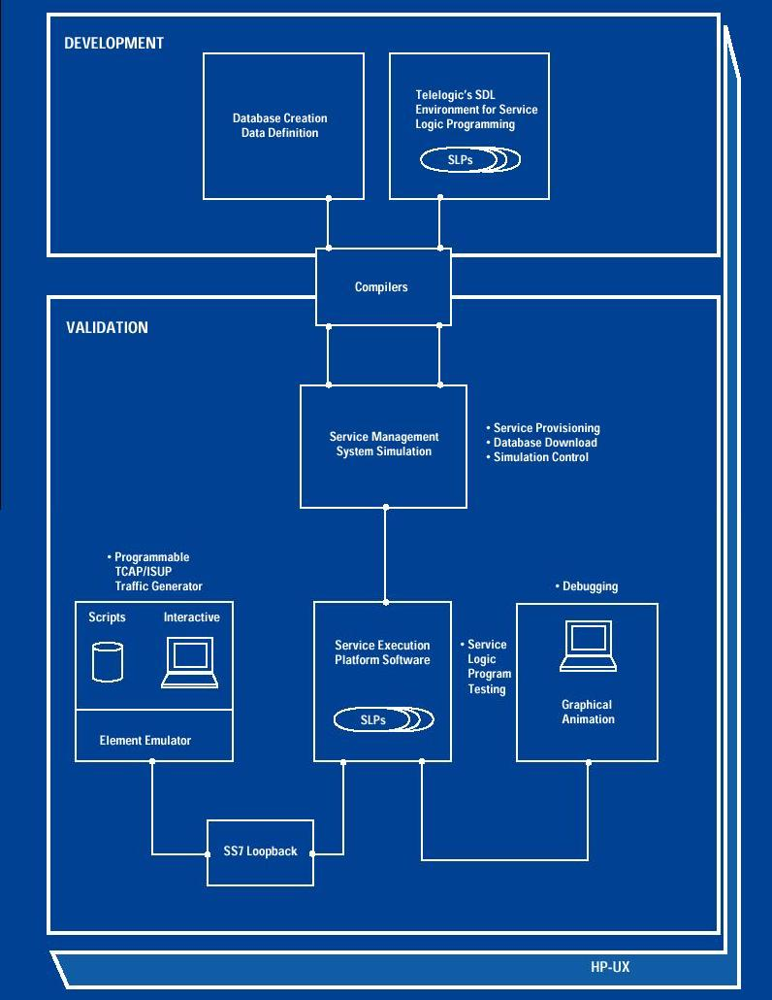 DEVELOPMENT
Database Creation
Data Definition
Telelogic's SDL
Environment for Service
Logic Programming
SLPs
Compilers
VALIDATION
Service Management
System Simulation
• Service Provisioning
• Database Download
• Simulation Control
• Programmable
TCAP/ISUP
Traffic Generator
Scripts
Interactive
Element Emulator
Service Execution
Platform Software
SLPs
• Service
Logic
Program
Testing
• Debugging
Graphical
Animation
SS7 Loopback
HP-UX